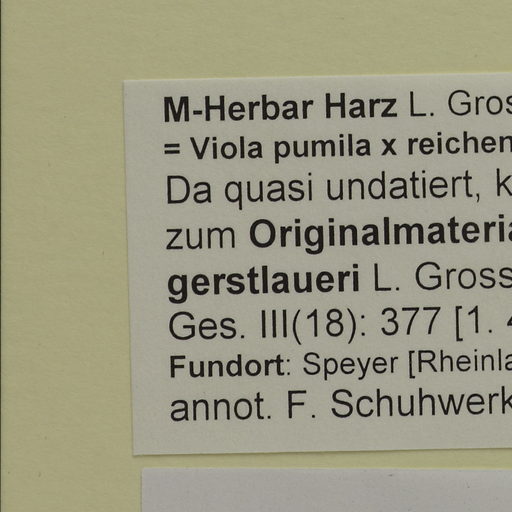 M-Herbar Harz L. Gros
= Viola pumila x reichen
Da quasi undatiert, k
zum Originalmateria
gerstlaueri L. Gross
Ges. III(18): 377 [1. 4
Fundort: Speyer [Rheinla
annot. F. Schuhwerk